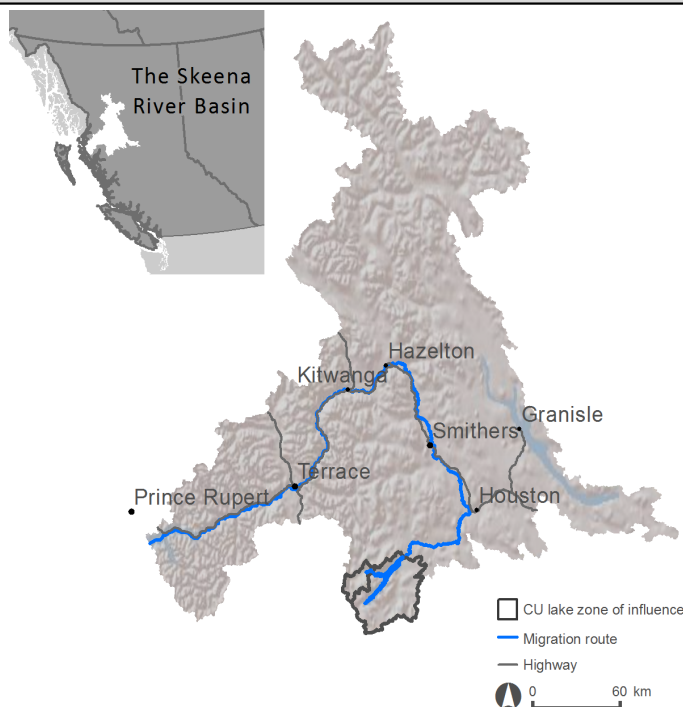 The Skeena
River Basin
Hazelton
Kitwanga
Granisle
Smithers
Terrace
Prince Rupert
Houston
CU lake zone of influence
Migration route
Highway
0 60 km